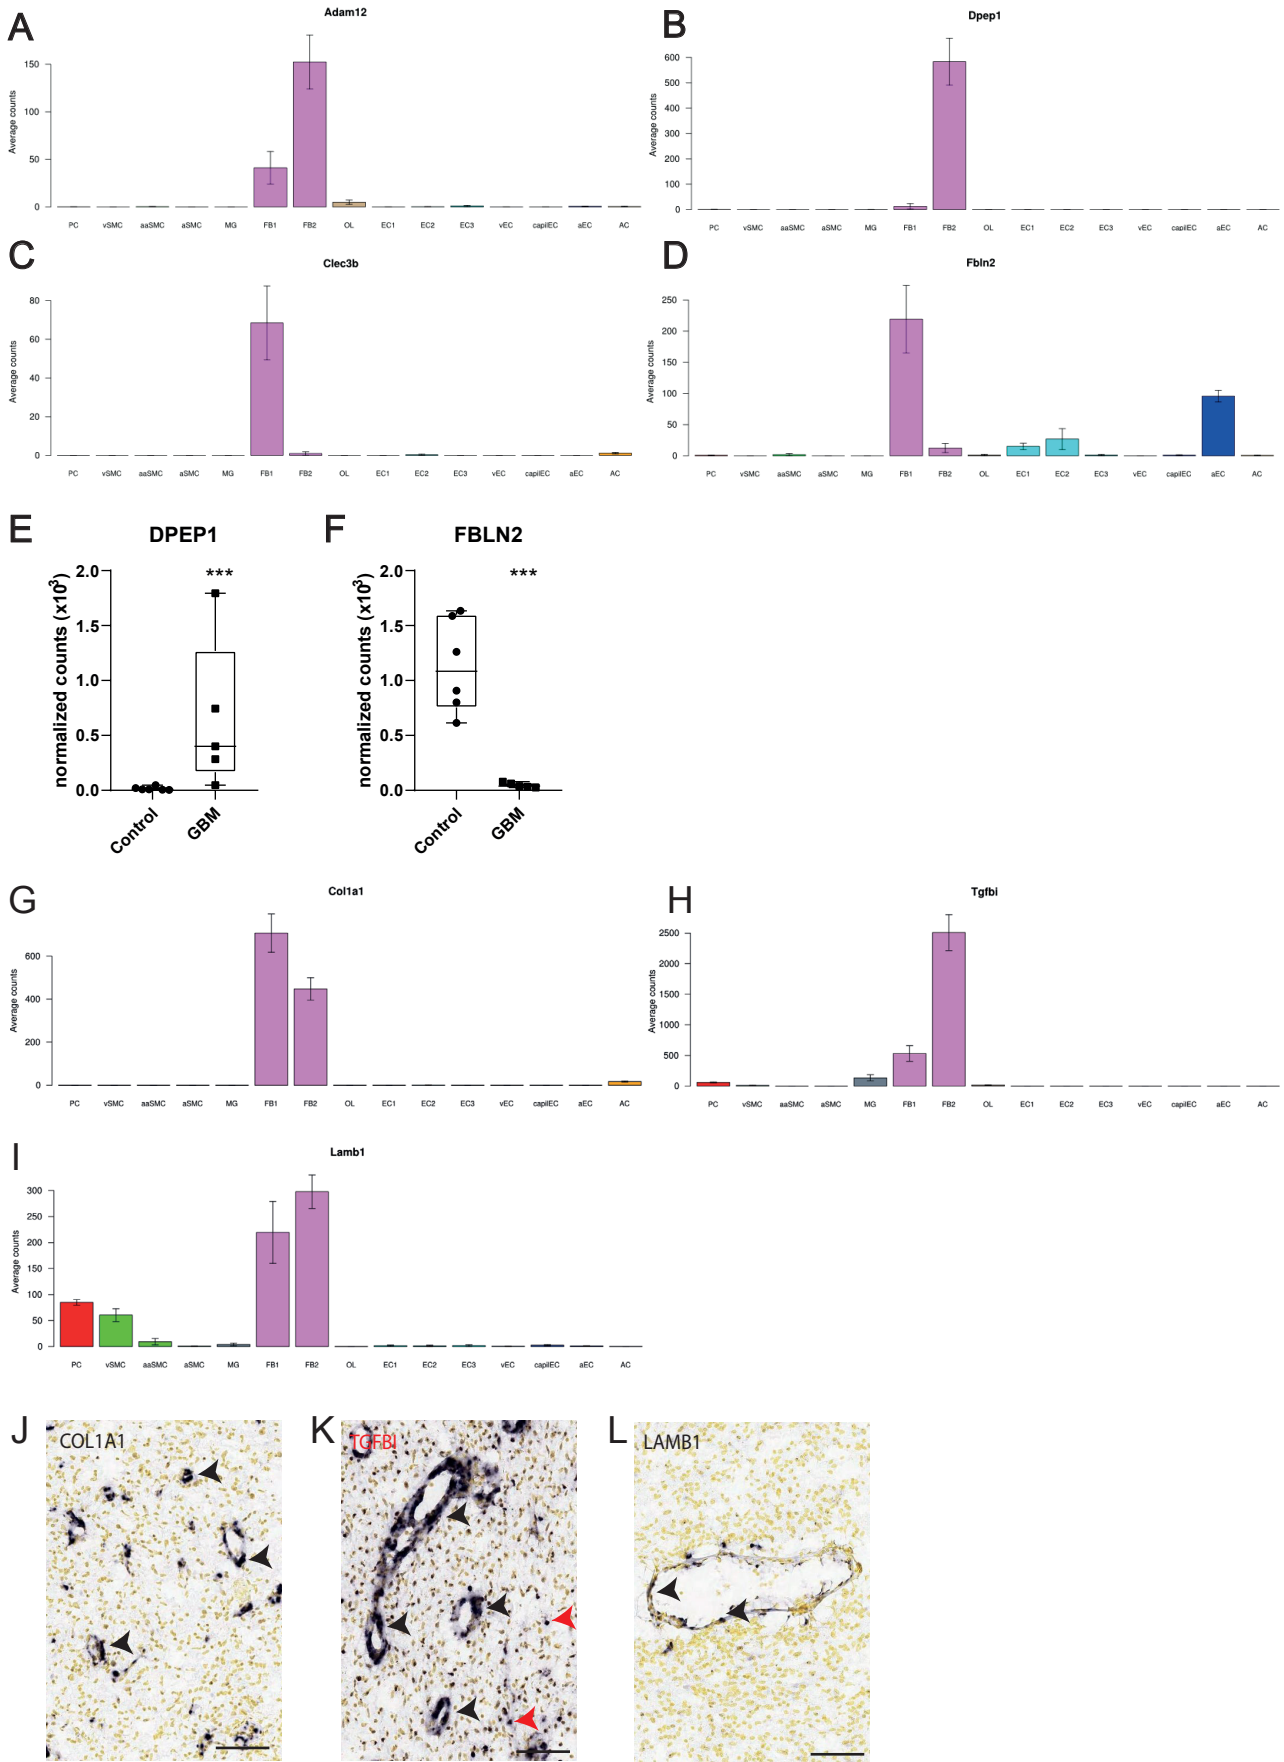 A
Adam12
Average counts
150
100
50
0
PC vSMC aaSMC aSMC MG FB1 FB2 OL EC1 EC2 EC3 vEC capilEC aEC AC
B
Dpep1
Average counts
600
500
400
300
200
100
0
PC vSMC aaSMC aSMC MG FB1 FB2 OL EC1 EC2 EC3 vEC capilEC aEC AC
C
Clec3b
Average counts
80
60
40
20
0
PC vSMC aaSMC aSMC MG FB1 FB2 OL EC1 EC2 EC3 vEC capilEC aEC AC
D
Fbln2
Average counts
250
200
150
100
50
0
PC vSMC aaSMC aSMC MG FB1 FB2 OL EC1 EC2 EC3 vEC capilEC aEC AC
E
DPEP1
normalized counts (x10³)
2.0
1.5
1.0
0.5
0.0
***
Control GBM
F
FBLN2
normalized counts (x10³)
2.0
1.5
1.0
0.5
0.0
***
Control GBM
G
Col1a1
Average counts
600
400
200
0
PC vSMC aaSMC aSMC MG FB1 FB2 OL EC1 EC2 EC3 vEC capilEC aEC AC
H
Tgfbi
Average counts
2500
2000
1500
1000
500
0
PC vSMC aaSMC aSMC MG FB1 FB2 OL EC1 EC2 EC3 vEC capilEC aEC AC
I
Lamb1
Average counts
300
250
200
150
100
50
0
PC vSMC aaSMC aSMC MG FB1 FB2 OL EC1 EC2 EC3 vEC capilEC aEC AC
J
COL1A1
K
TGFBI
L
LAMB1